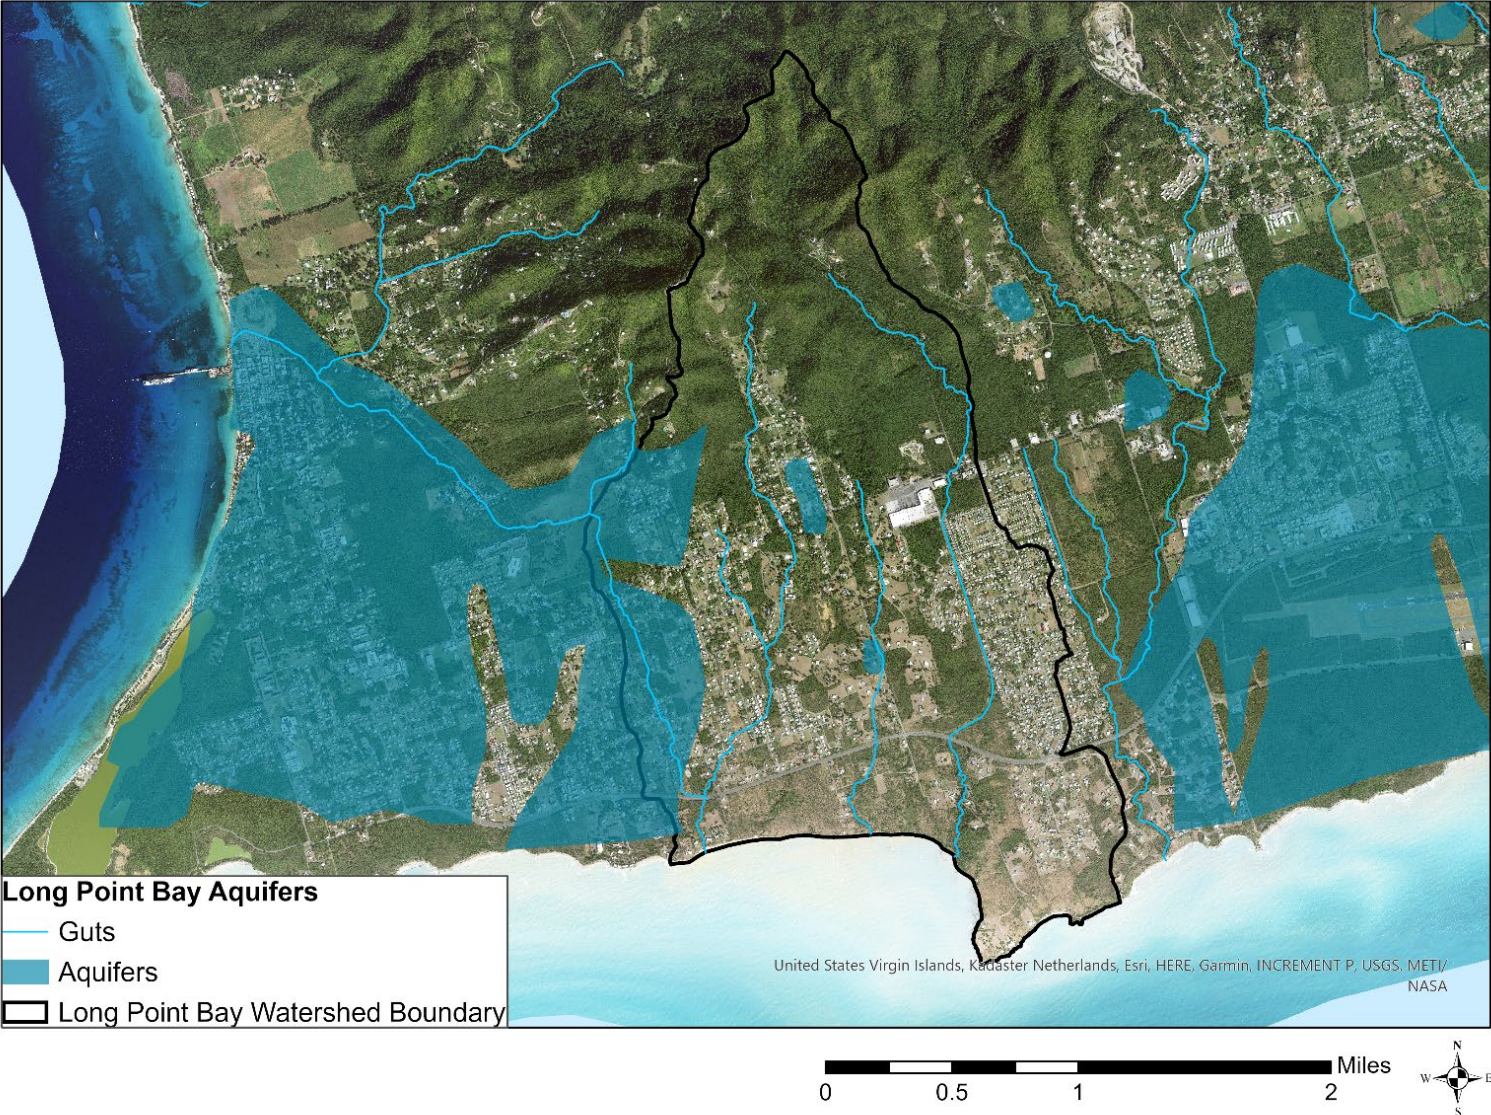 United States Virgin Islands, Kadaster Netherlands, Esri, HERE, Garmin, INCREMENT P, USGS, METI/
NASA
Long Point Bay Aquifers
Guts
Aquifers
Long Point Bay Watershed Boundary
Miles
0 0.5 1 2
N
W E
S